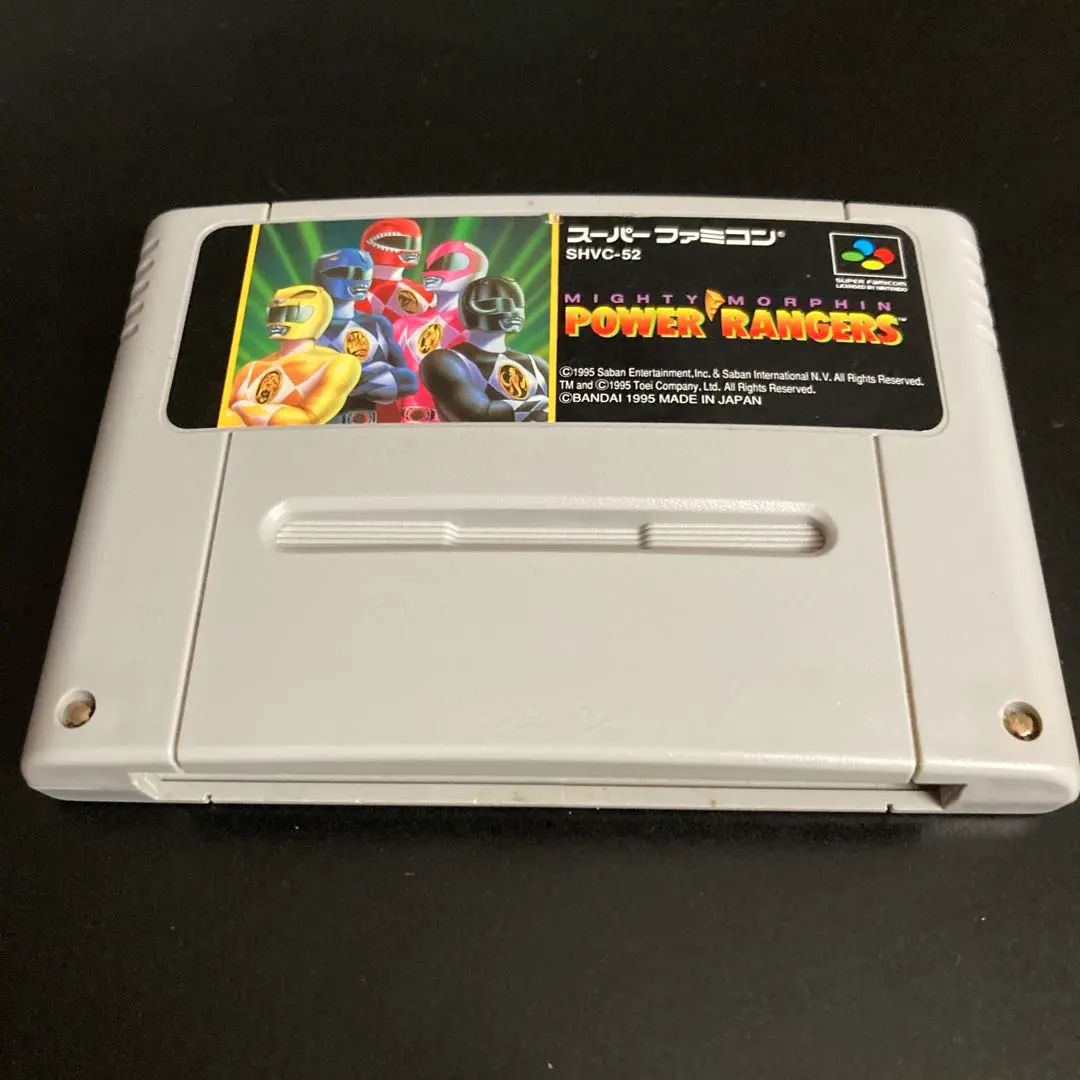 スーパーファミコン®
SHVC-52
SUPER FAMICOM
LICENSED BY NINTENDO
MIGHTY MORPHIN
POWER RANGERS™
©1995 Saban Entertainment,Inc. & Saban International N.V. All Rights Reserved.
TM and ©1995 Toei Company, Ltd. All Rights Reserved.
©BANDAI 1995 MADE IN JAPAN